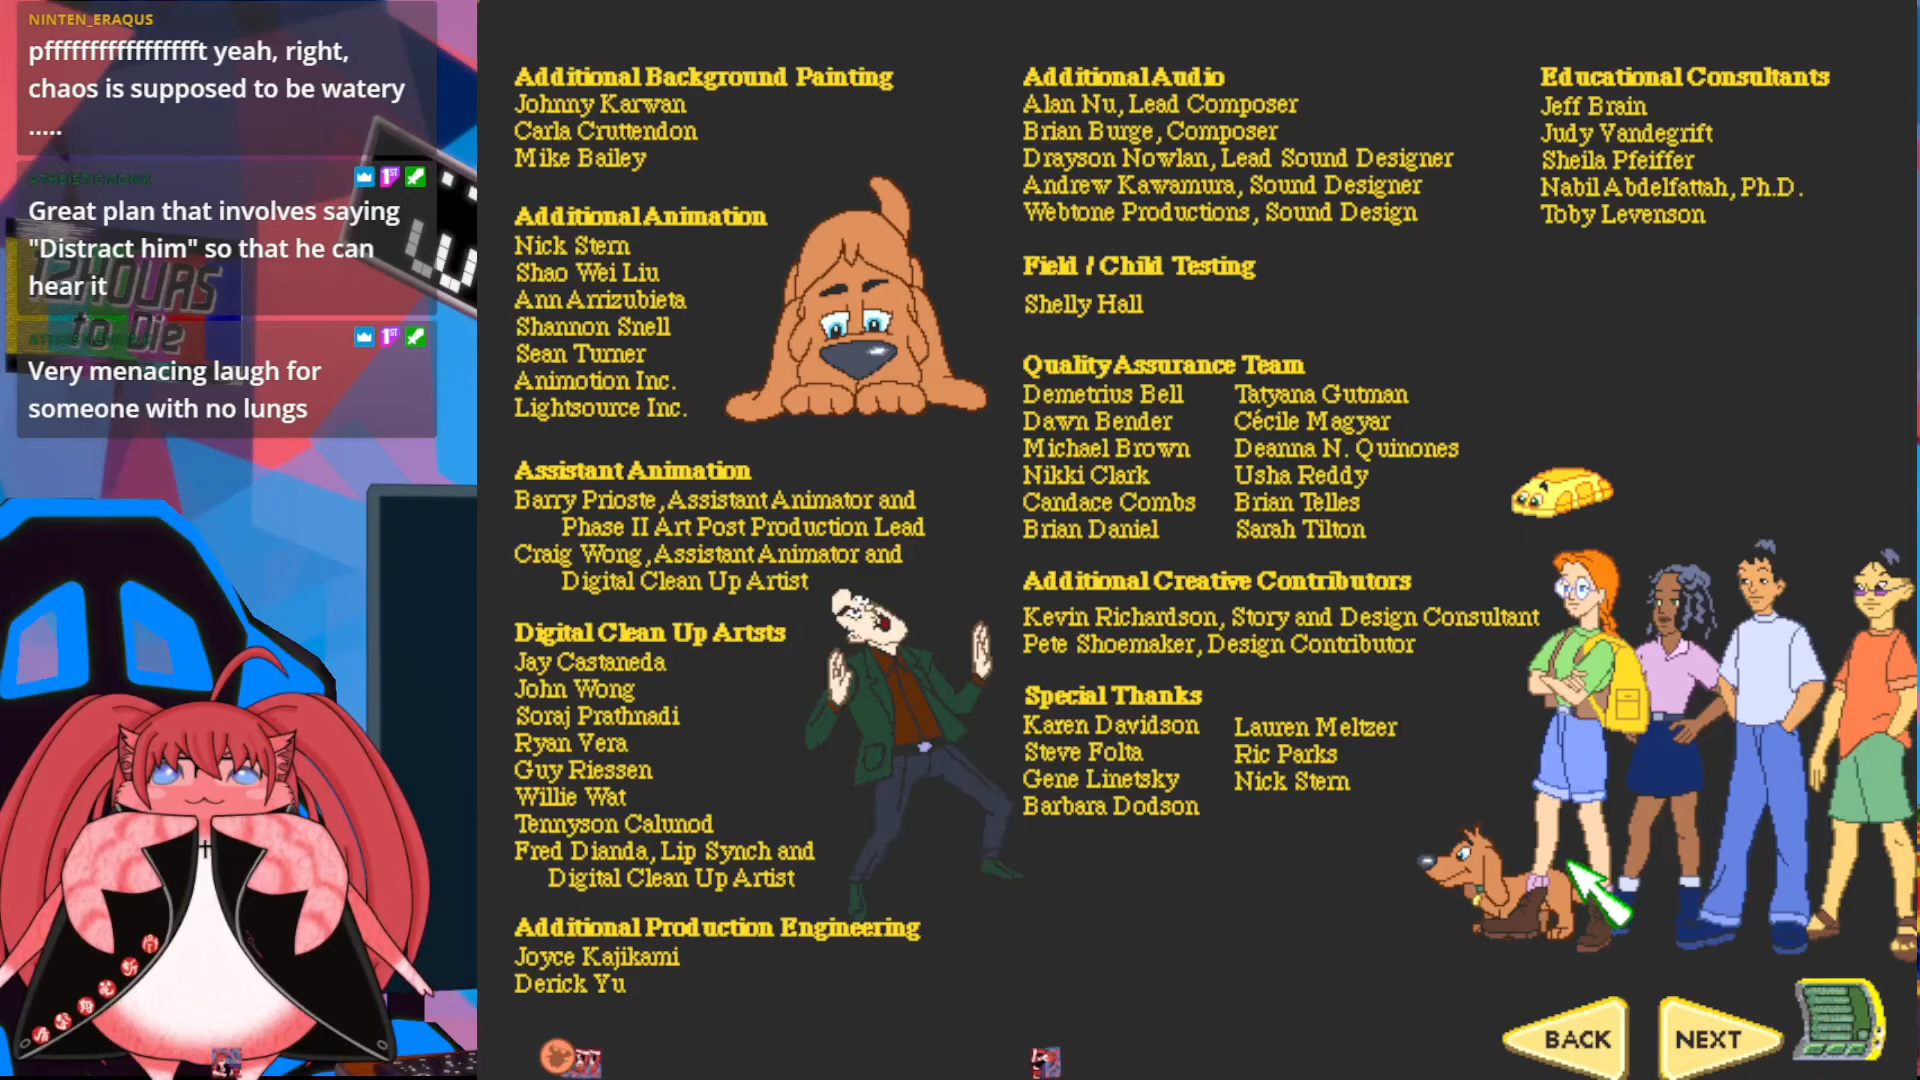 NINTEN_ERAQUS
pffffffffffffffffft yeah, right,
chaos is supposed to be watery
.....
ATHEISTICMONK
Great plan that involves saying
"Distract him" so that he can
hear it
Very menacing laugh for
someone with no lungs
12 HOURS
to Die
Additional Background Painting
Johnny Karwan
Carla Cruttendon
Mike Bailey
Additional Animation
Nick Stern
Shao Wei Liu
Ann Arrizubieta
Shannon Snell
Sean Turner
Animotion Inc.
Lightsource Inc.
Assistant Animation
Barry Prioste, Assistant Animator and
Phase II Art Post Production Lead
Craig Wong, Assistant Animator and
Digital Clean Up Artist
Digital Clean Up Artsts
Jay Castaneda
John Wong
Soraj Prathnadi
Ryan Vera
Guy Riessen
Willie Wat
Tennyson Calunod
Fred Dianda, Lip Synch and
Digital Clean Up Artist
Additional Production Engineering
Joyce Kajikami
Derick Yu
Additional Audio
Alan Nu, Lead Composer
Brian Burge, Composer
Drayson Nowlan, Lead Sound Designer
Andrew Kawamura, Sound Designer
Webtone Productions, Sound Design
Field / Child Testing
Shelly Hall
Quality Assurance Team
Demetrius Bell
Dawn Bender
Michael Brown
Nikki Clark
Candace Combs
Brian Daniel
Tatyana Gutman
Cécile Magyar
Deanna N. Quinones
Usha Reddy
Brian Telles
Sarah Tilton
Additional Creative Contributors
Kevin Richardson, Story and Design Consultant
Pete Shoemaker, Design Contributor
Special Thanks
Karen Davidson
Steve Folta
Gene Linetsky
Barbara Dodson
Lauren Meltzer
Ric Parks
Nick Stern
Educational Consultants
Jeff Brain
Judy Vandegrift
Sheila Pfeiffer
Nabil Abdelfattah, Ph.D.
Toby Levenson
BACK
NEXT